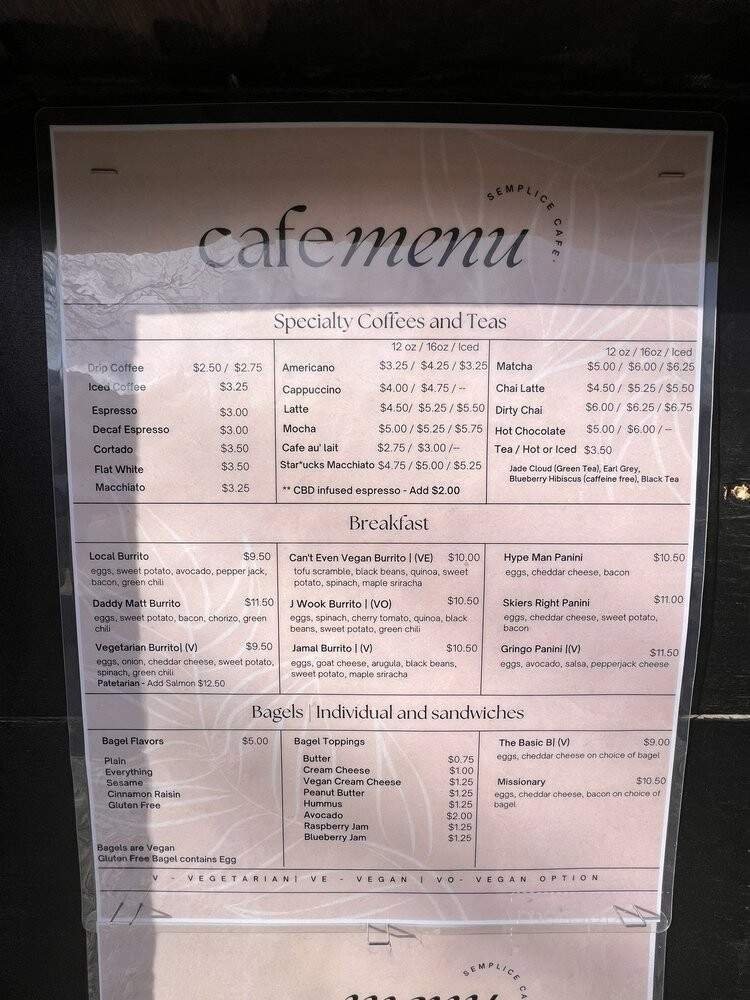 SEMPLICE CAFE.
cafe menu
Specialty Coffees and Teas
Drip Coffee $2.50 / $2.75
Iced Coffee $3.25
Espresso $3.00
Decaf Espresso $3.00
Cortado $3.50
Flat White $3.50
Macchiato $3.25
12 oz / 16oz / Iced
Americano $3.25 / $4.25 / $3.25
Cappuccino $4.00 / $4.75 / --
Latte $4.50/ $5.25 / $5.50
Mocha $5.00 / $5.25 / $5.75
Cafe au' lait $2.75 / $3.00 /--
Star*ucks Macchiato $4.75 / $5.00 / $5.25
** CBD infused espresso - Add $2.00
12 oz / 16oz / Iced
Matcha $5.00 / $6.00 / $6.25
Chai Latte $4.50 / $5.25 / $5.50
Dirty Chai $6.00 / $6.25 / $6.75
Hot Chocolate $5.00 / $6.00 / --
Tea / Hot or Iced $3.50
Jade Cloud (Green Tea), Earl Grey,
Blueberry Hibiscus (caffeine free), Black Tea
Breakfast
Local Burrito $9.50
eggs, sweet potato, avocado, pepper jack,
bacon, green chili
Daddy Matt Burrito $11.50
eggs, sweet potato, bacon, chorizo, green
chili
Vegetarian Burrito| (V) $9.50
eggs, onion, cheddar cheese, sweet potato,
spinach, green chili
Patetarian - Add Salmon $12.50
Can't Even Vegan Burrito | (VE) $10.00
tofu scramble, black beans, quinoa, sweet
potato, spinach, maple sriracha
J Wook Burrito | (VO) $10.50
eggs, spinach, cherry tomato, quinoa, black
beans, sweet potato, green chili
Jamal Burrito | (V) $10.50
eggs, goat cheese, arugula, black beans,
sweet potato, maple sriracha
Hype Man Panini $10.50
eggs, cheddar cheese, bacon
Skiers Right Panini $11.00
eggs, cheddar cheese, sweet potato,
bacon
Gringo Panini |(V) $11.50
eggs, avocado, salsa, pepperjack cheese
Bagels | Individual and sandwiches
Bagel Flavors $5.00
Plain
Everything
Sesame
Cinnamon Raisin
Gluten Free
Bagels are Vegan
Gluten Free Bagel contains Egg
Bagel Toppings
Butter $0.75
Cream Cheese $1.00
Vegan Cream Cheese $1.25
Peanut Butter $1.25
Hummus $1.25
Avocado $2.00
Raspberry Jam $1.25
Blueberry Jam $1.25
The Basic B| (V) $9.00
eggs, cheddar cheese on choice of bagel
Missionary $10.50
eggs, cheddar cheese, bacon on choice of
bagel
V - VEGETARIAN| VE - VEGAN | VO- VEGAN OPTION
SEMPLICE CA
menu